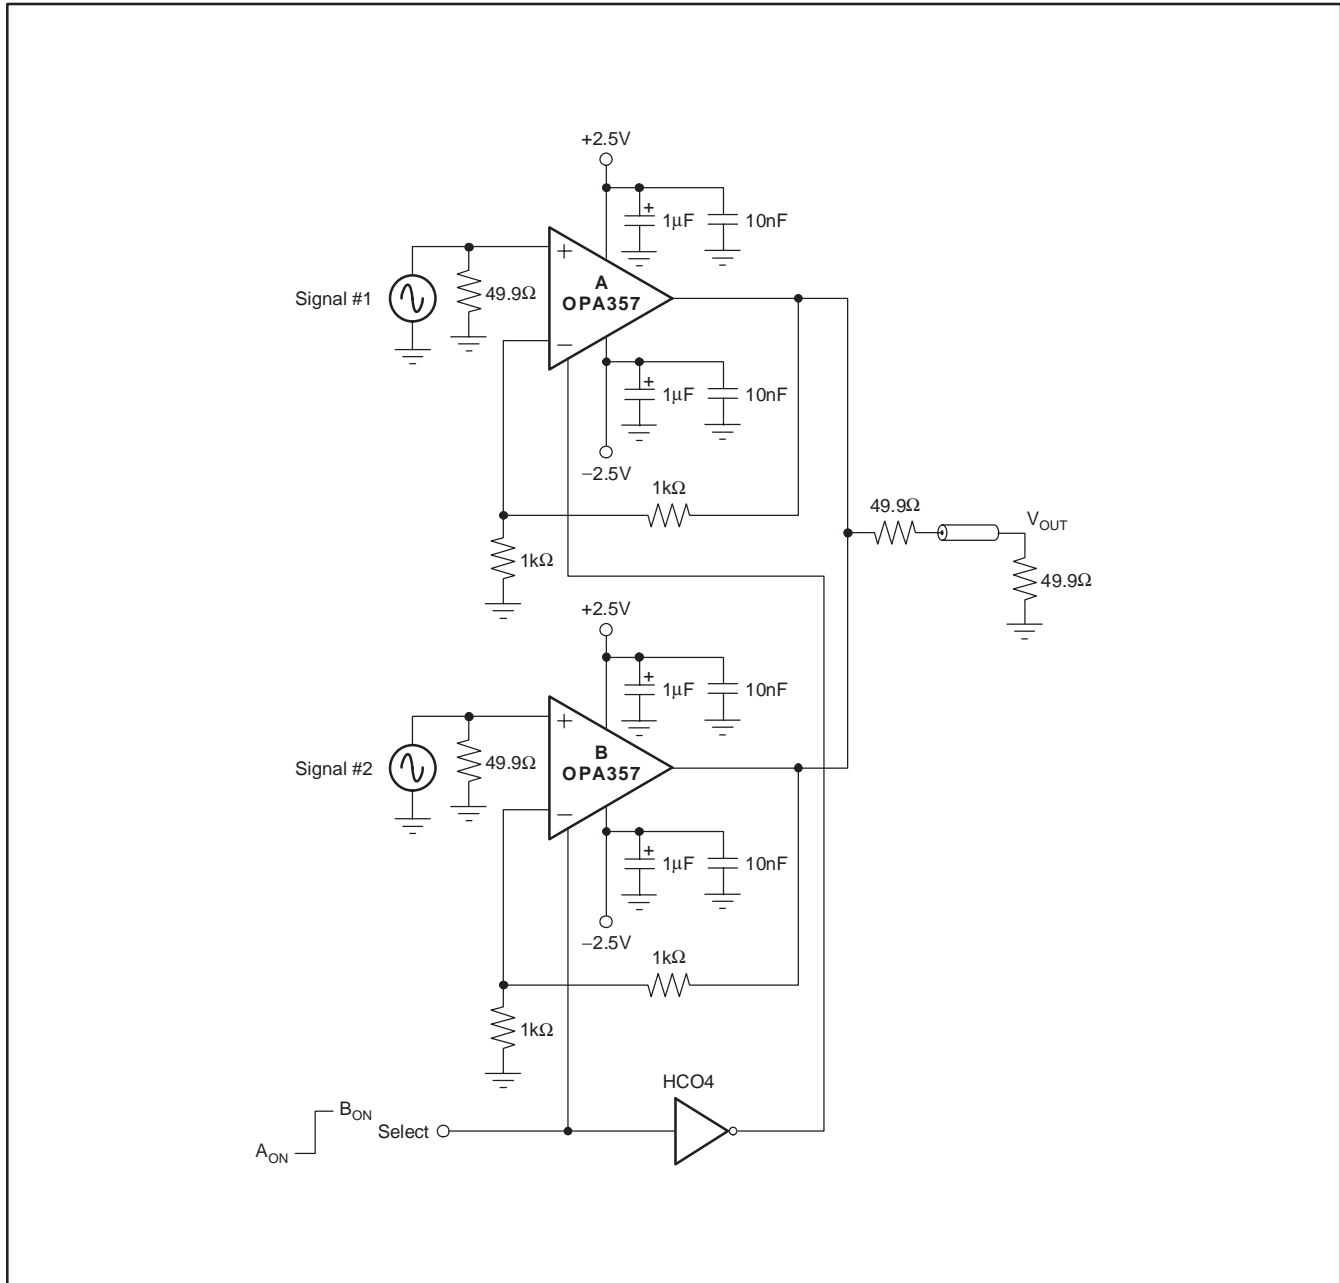 +2.5V
+
1μF
10nF
+
A
OPA357
Signal #1
49.9Ω
−
+
1μF
10nF
−2.5V
1kΩ
49.9Ω
VOUT
1kΩ
49.9Ω
+2.5V
+
1μF
10nF
+
B
OPA357
Signal #2
49.9Ω
−
+
1μF
10nF
−2.5V
1kΩ
1kΩ
HCO4
BON
Select
AON